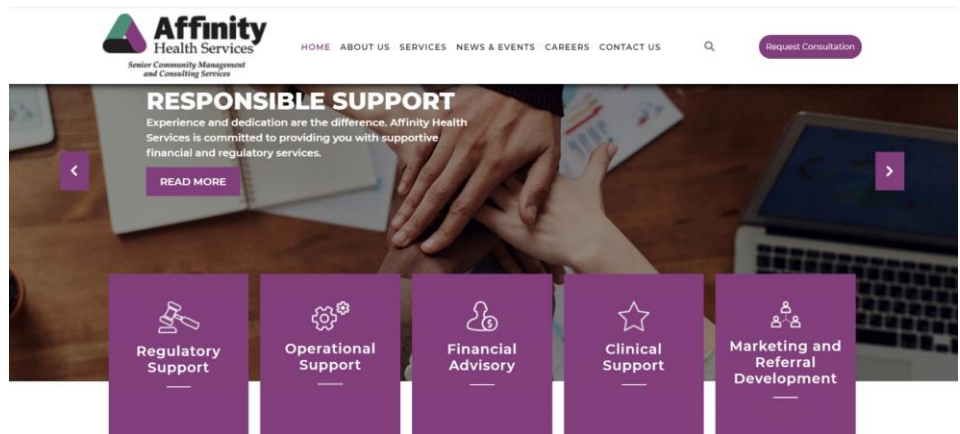 Affinity
Health Services
Senior Community Management
and Consulting Services
HOME ABOUT US SERVICES NEWS & EVENTS CAREERS CONTACT US
Request Consultation
RESPONSIBLE SUPPORT
Experience and dedication are the difference. Affinity Health
Services is committed to providing you with supportive
financial and regulatory services.
READ MORE
Regulatory
Support
Operational
Support
Financial
Advisory
Clinical
Support
Marketing and
Referral
Development